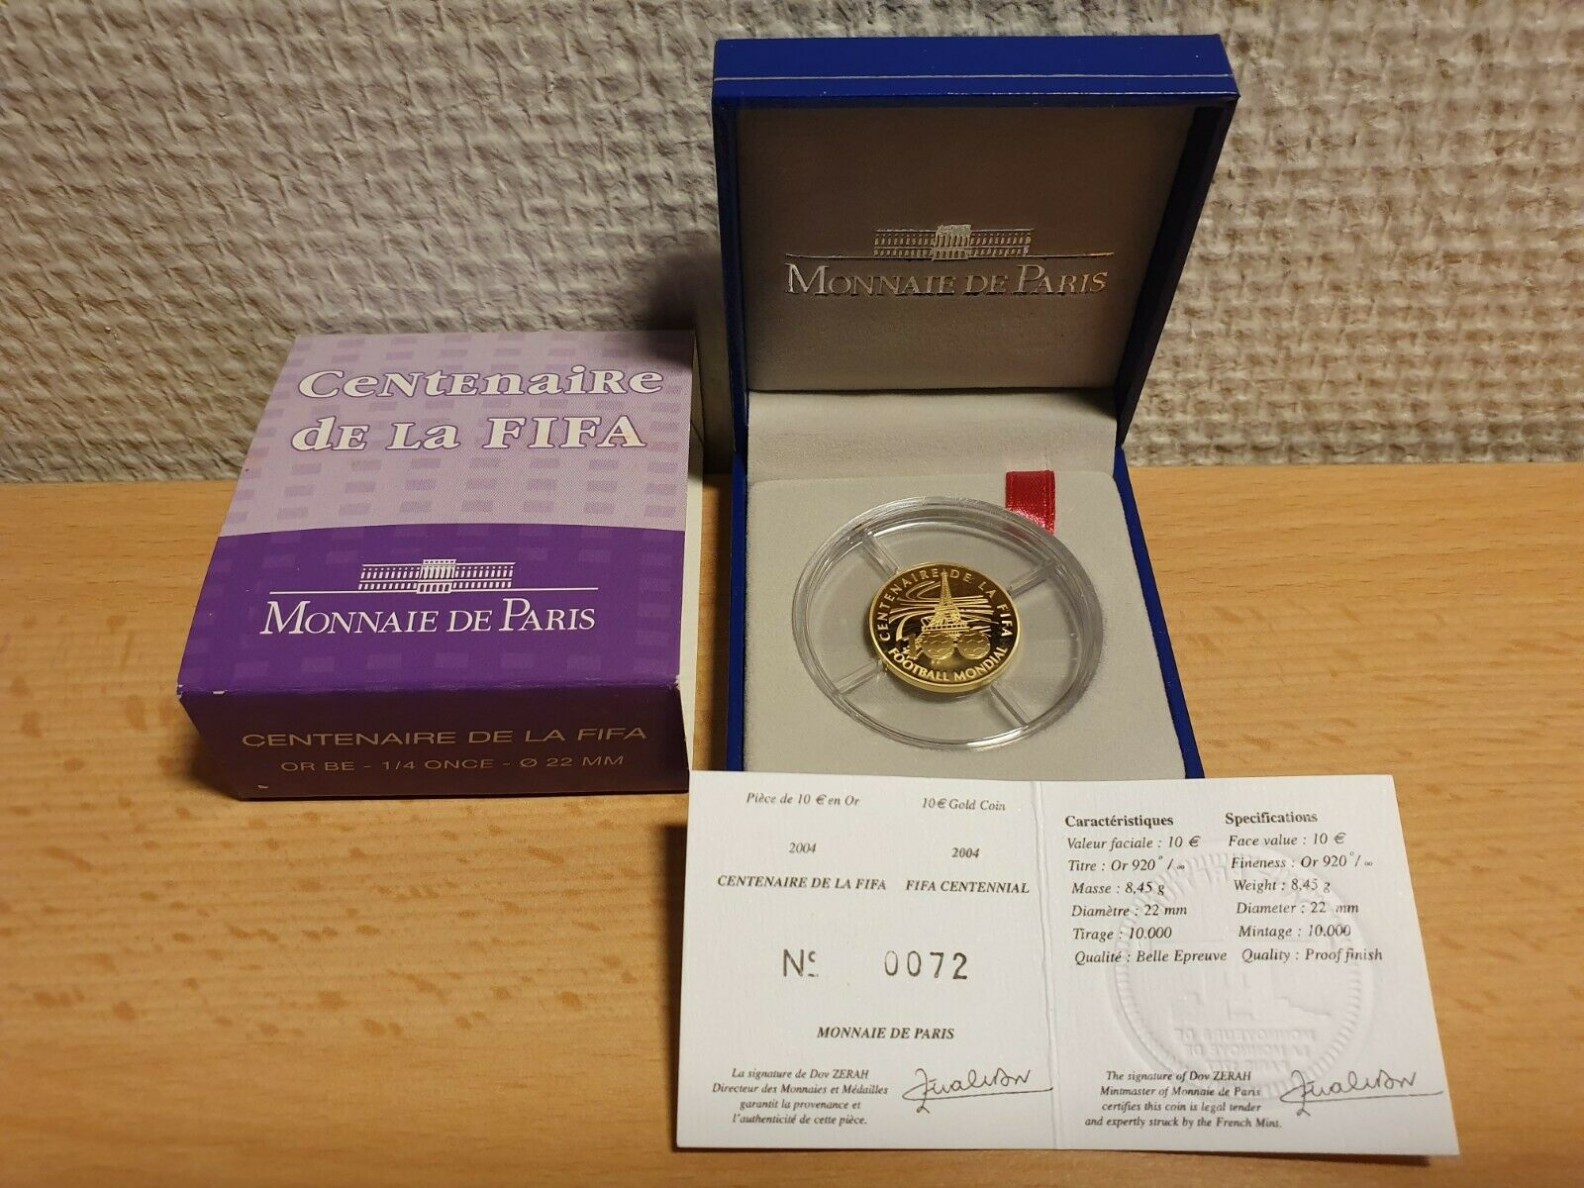 MONNAIE DE PARIS
CeNtEnaiRe
dE La FIFA
MONNAIE DE PARIS
CENTENAIRE DE LA FIFA
OR BE - 1/4 ONCE - Ø 22 MM
CENTENAIRE DE LA FIFA
100
FOOTBALL MONDIAL
Pièce de 10 € en Or
2004
CENTENAIRE DE LA FIFA
10 € Gold Coin
2004
FIFA CENTENNIAL
Nº 0072
MONNAIE DE PARIS
La signature de Dov ZERAH
Directeur des Monnaies et Médailles
garantit la provenance et
l'authenticité de cette pièce.
Caractéristiques
Valeur faciale : 10 €
Titre : Or 920°/∞
Masse : 8,45 g
Diamètre : 22 mm
Tirage : 10.000
Qualité : Belle Epreuve
Specifications
Face value : 10 €
Fineness : Or 920°/∞
Weight : 8,45 g
Diameter : 22 mm
Mintage : 10.000
Quality : Proof finish
The signature of Dov ZERAH
Mintmaster of Monnaie de Paris
certifies this coin is legal tender
and expertly struck by the French Mint.